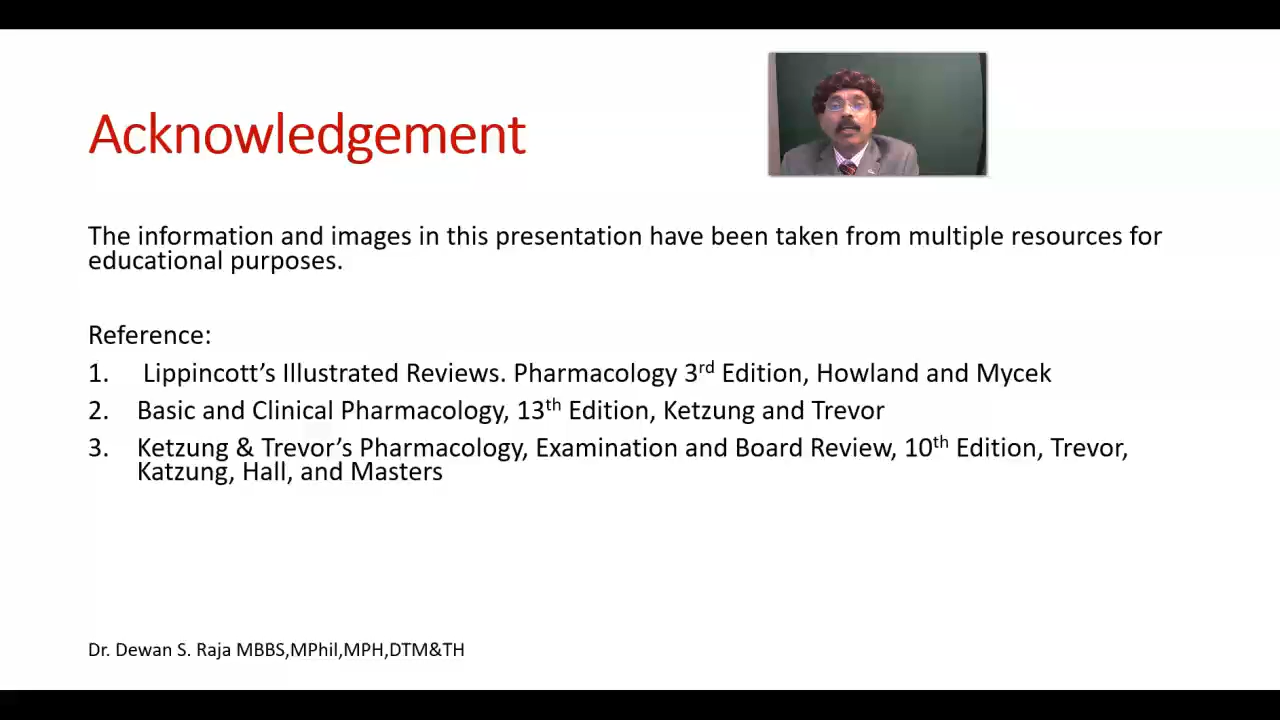 Acknowledgement
The information and images in this presentation have been taken from multiple resources for
educational purposes.
Reference:
1. Lippincott's Illustrated Reviews. Pharmacology 3rd Edition, Howland and Mycek
2. Basic and Clinical Pharmacology, 13th Edition, Ketzung and Trevor
3. Ketzung & Trevor's Pharmacology, Examination and Board Review, 10th Edition, Trevor,
Katzung, Hall, and Masters
Dr. Dewan S. Raja MBBS,MPhil,MPH,DTM&TH